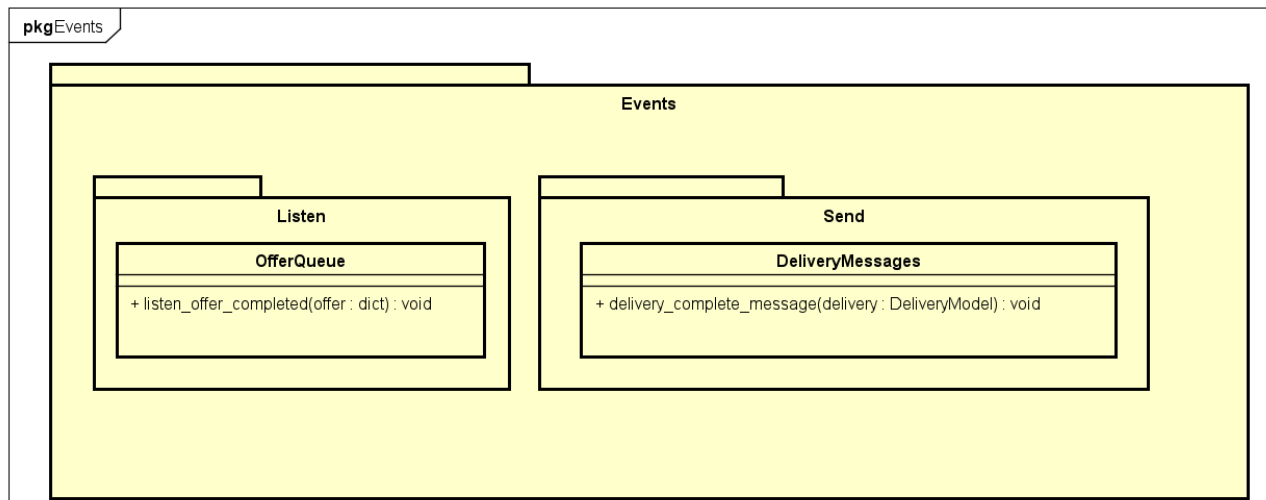 pkgEvents
Events
Listen
OfferQueue
+ listen_offer_completed(offer : dict) : void
Send
DeliveryMessages
+ delivery_complete_message(delivery : DeliveryModel) : void